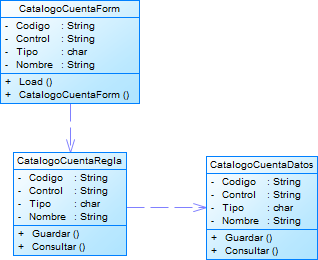 CatalogoCuentaForm
- Codigo : String
- Control : String
- Tipo : char
- Nombre : String
+ Load ()
+ CatalogoCuentaForm ()
CatalogoCuentaRegla
- Codigo : String
- Control : String
- Tipo : char
- Nombre : String
+ Guardar ()
+ Consultar ()
CatalogoCuentaDatos
- Codigo : String
- Control : String
- Tipo : char
- Nombre : String
+ Guardar ()
+ Consultar ()